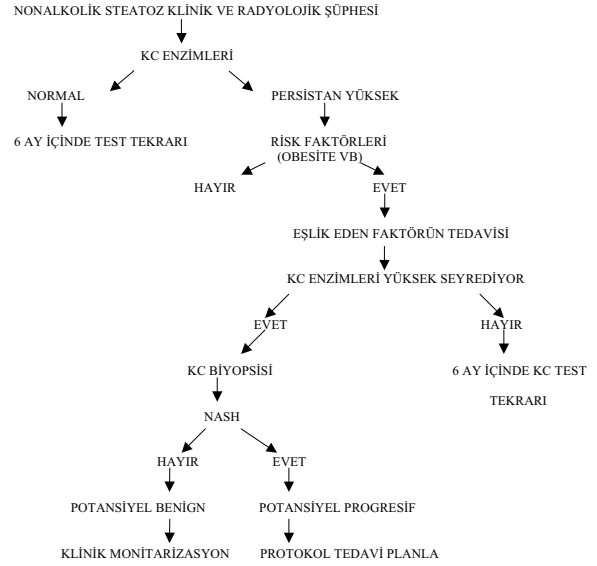 NONALKOLİK STEATOZ KLİNİK VE RADYOLOJİK ŞÜPHESİ
KC ENZİMLERİ
NORMAL
PERSİSTAN YÜKSEK
6 AY İÇİNDE TEST TEKRARI
RİSK FAKTÖRLERİ
(OBESİTE VB)
HAYIR
EVET
EŞLİK EDEN FAKTÖRÜN TEDAVİSİ
KC ENZİMLERİ YÜKSEK SEYREDİYOR
EVET
HAYIR
KC BİYOPSİSİ
6 AY İÇİNDE KC TEST
TEKRARI
NASH
HAYIR
EVET
POTANSİYEL BENİGN
POTANSİYEL PROGRESİF
KLİNİK MONİTARİZASYON
PROTOKOL TEDAVİ PLANLA